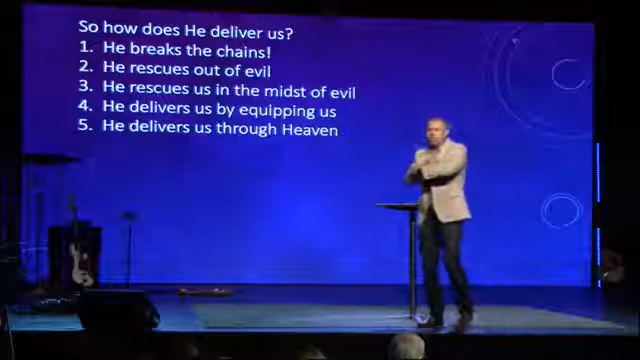 So how does He deliver us?
1. He breaks the chains!
2. He rescues out of evil
3. He rescues us in the midst of evil
4. He delivers us by equipping us
5. He delivers us through Heaven